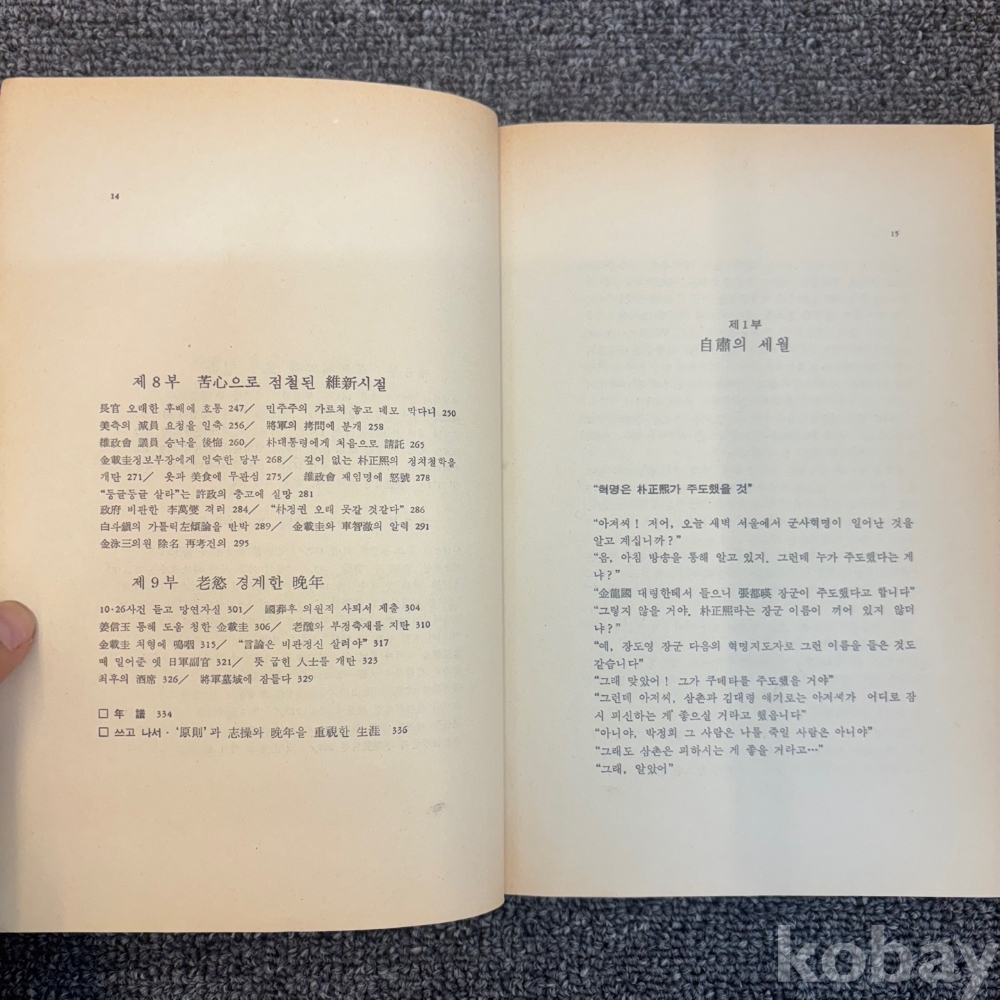 14
제8부 苦心으로 점철된 維新시절
長官 오래한 후배에 호통 247/ 민주주의 가르쳐 놓고 데모 막다니 250
美측의 減員 요청을 일축 256/ 將軍의 拷問에 분개 258
維政會 議員 승낙을 後悔 260/ 朴대통령에게 처음으로 請託 265
金載圭정보부장에게 엄숙한 당부 268/ 깊이 없는 朴正熙의 정치철학을
개탄 271/ 옷과 美食에 무관심 275/ 維政會 재임명에 怒號 278
“둥글둥글 살라”는 許政의 충고에 실망 281
政府 비판한 李萬燮 격려 284/ “朴정권 오래 못갈 것같다” 286
白斗鎭의 가톨릭左傾論을 반박 289/ 金載圭와 車智澈의 알력 291
金泳三의원 除名 再考건의 295
제9부 老慾 경계한 晩年
10·26사건 듣고 망연자실 301/ 國葬후 의원직 사퇴서 제출 304
姜信玉 통해 도움 청한 金載圭 306/ 老醜와 부정축재를 지탄 310
金載圭 처형에 嗚咽 315/ “言論은 비판정신 살려야” 317
떼 밀어준 옛 日軍副官 321/ 뜻 굽힌 人士를 개탄 323
최후의 酒席 326/ 將軍墓域에 잠들다 329
□ 年 譜 334
□ 쓰고 나서·‘原則’과 志操와 晩年을 重視한 生涯 336
15
제1부
自肅의 세월
“혁명은 朴正熙가 주도했을 것”
“아저씨! 저어, 오늘 새벽 서울에서 군사혁명이 일어난 것을
알고 계십니까?”
“음, 아침 방송을 통해 알고 있지. 그런데 누가 주도했다는 게
냐?”
“金龍國 대령한테서 들으니 張都暎 장군이 주도했다고 합니다”
“그렇지 않을 거야. 朴正熙라는 장군 이름이 끼어 있지 않더
냐?”
“예, 장도영 장군 다음의 혁명지도자로 그런 이름을 들은 것도
같습니다”
“그래 맞았어! 그가 쿠데타를 주도했을 거야”
“그런데 아저씨. 삼촌과 김대령 얘기로는 아저씨가 어디로 잠
시 피신하는 게 좋으실 거라고 했읍니다”
“아니야. 박정희 그 사람은 나를 죽일 사람은 아니야”
“그래도 삼촌은 피하시는 게 좋을 거라고…”
“그래, 알았어”
kobay